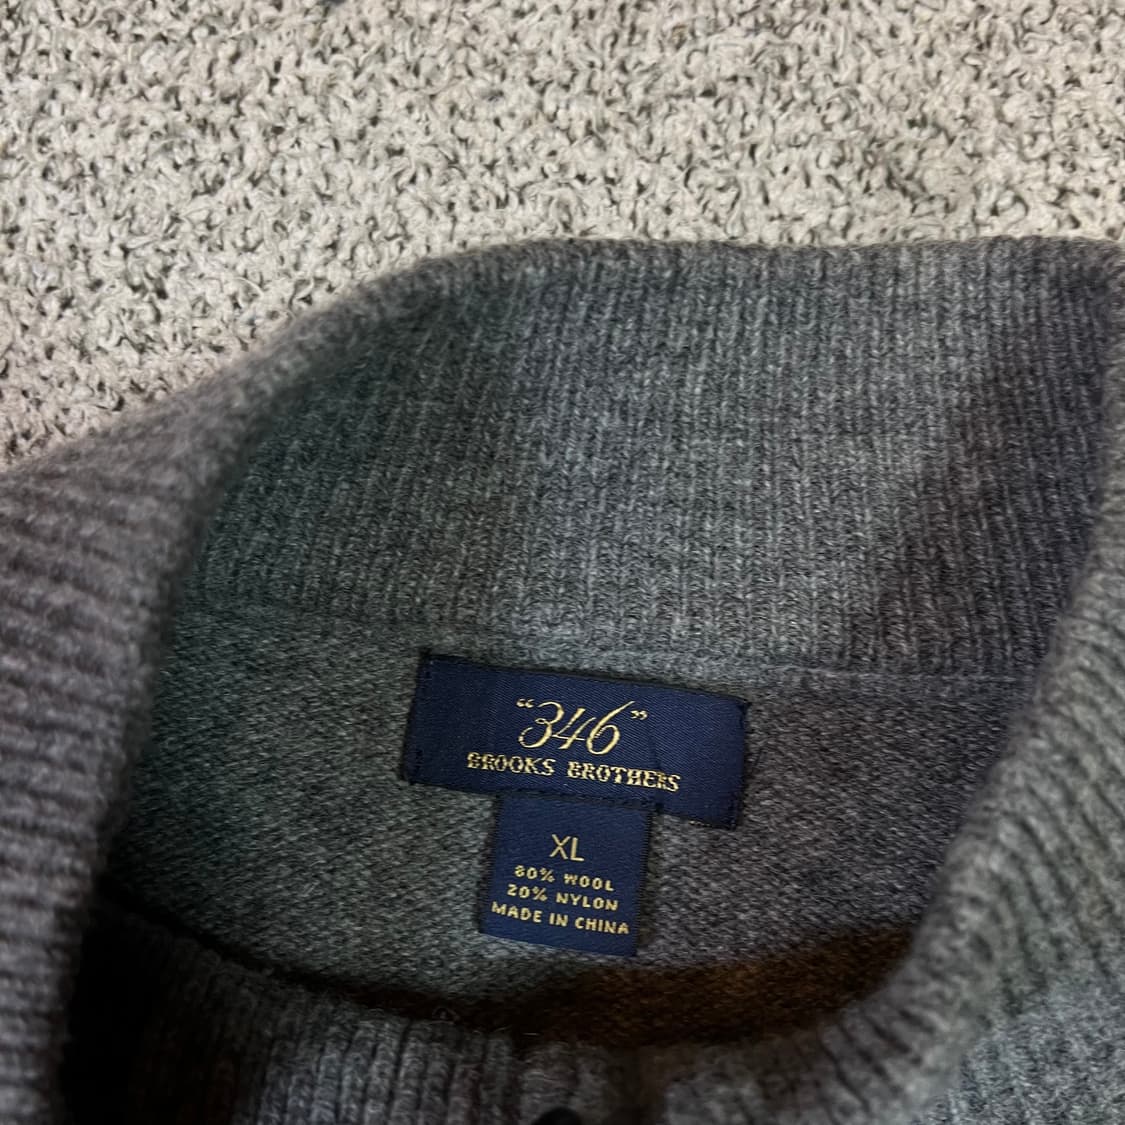 “346”
BROOKS BROTHERS
XL
80% WOOL
20% NYLON
MADE IN CHINA